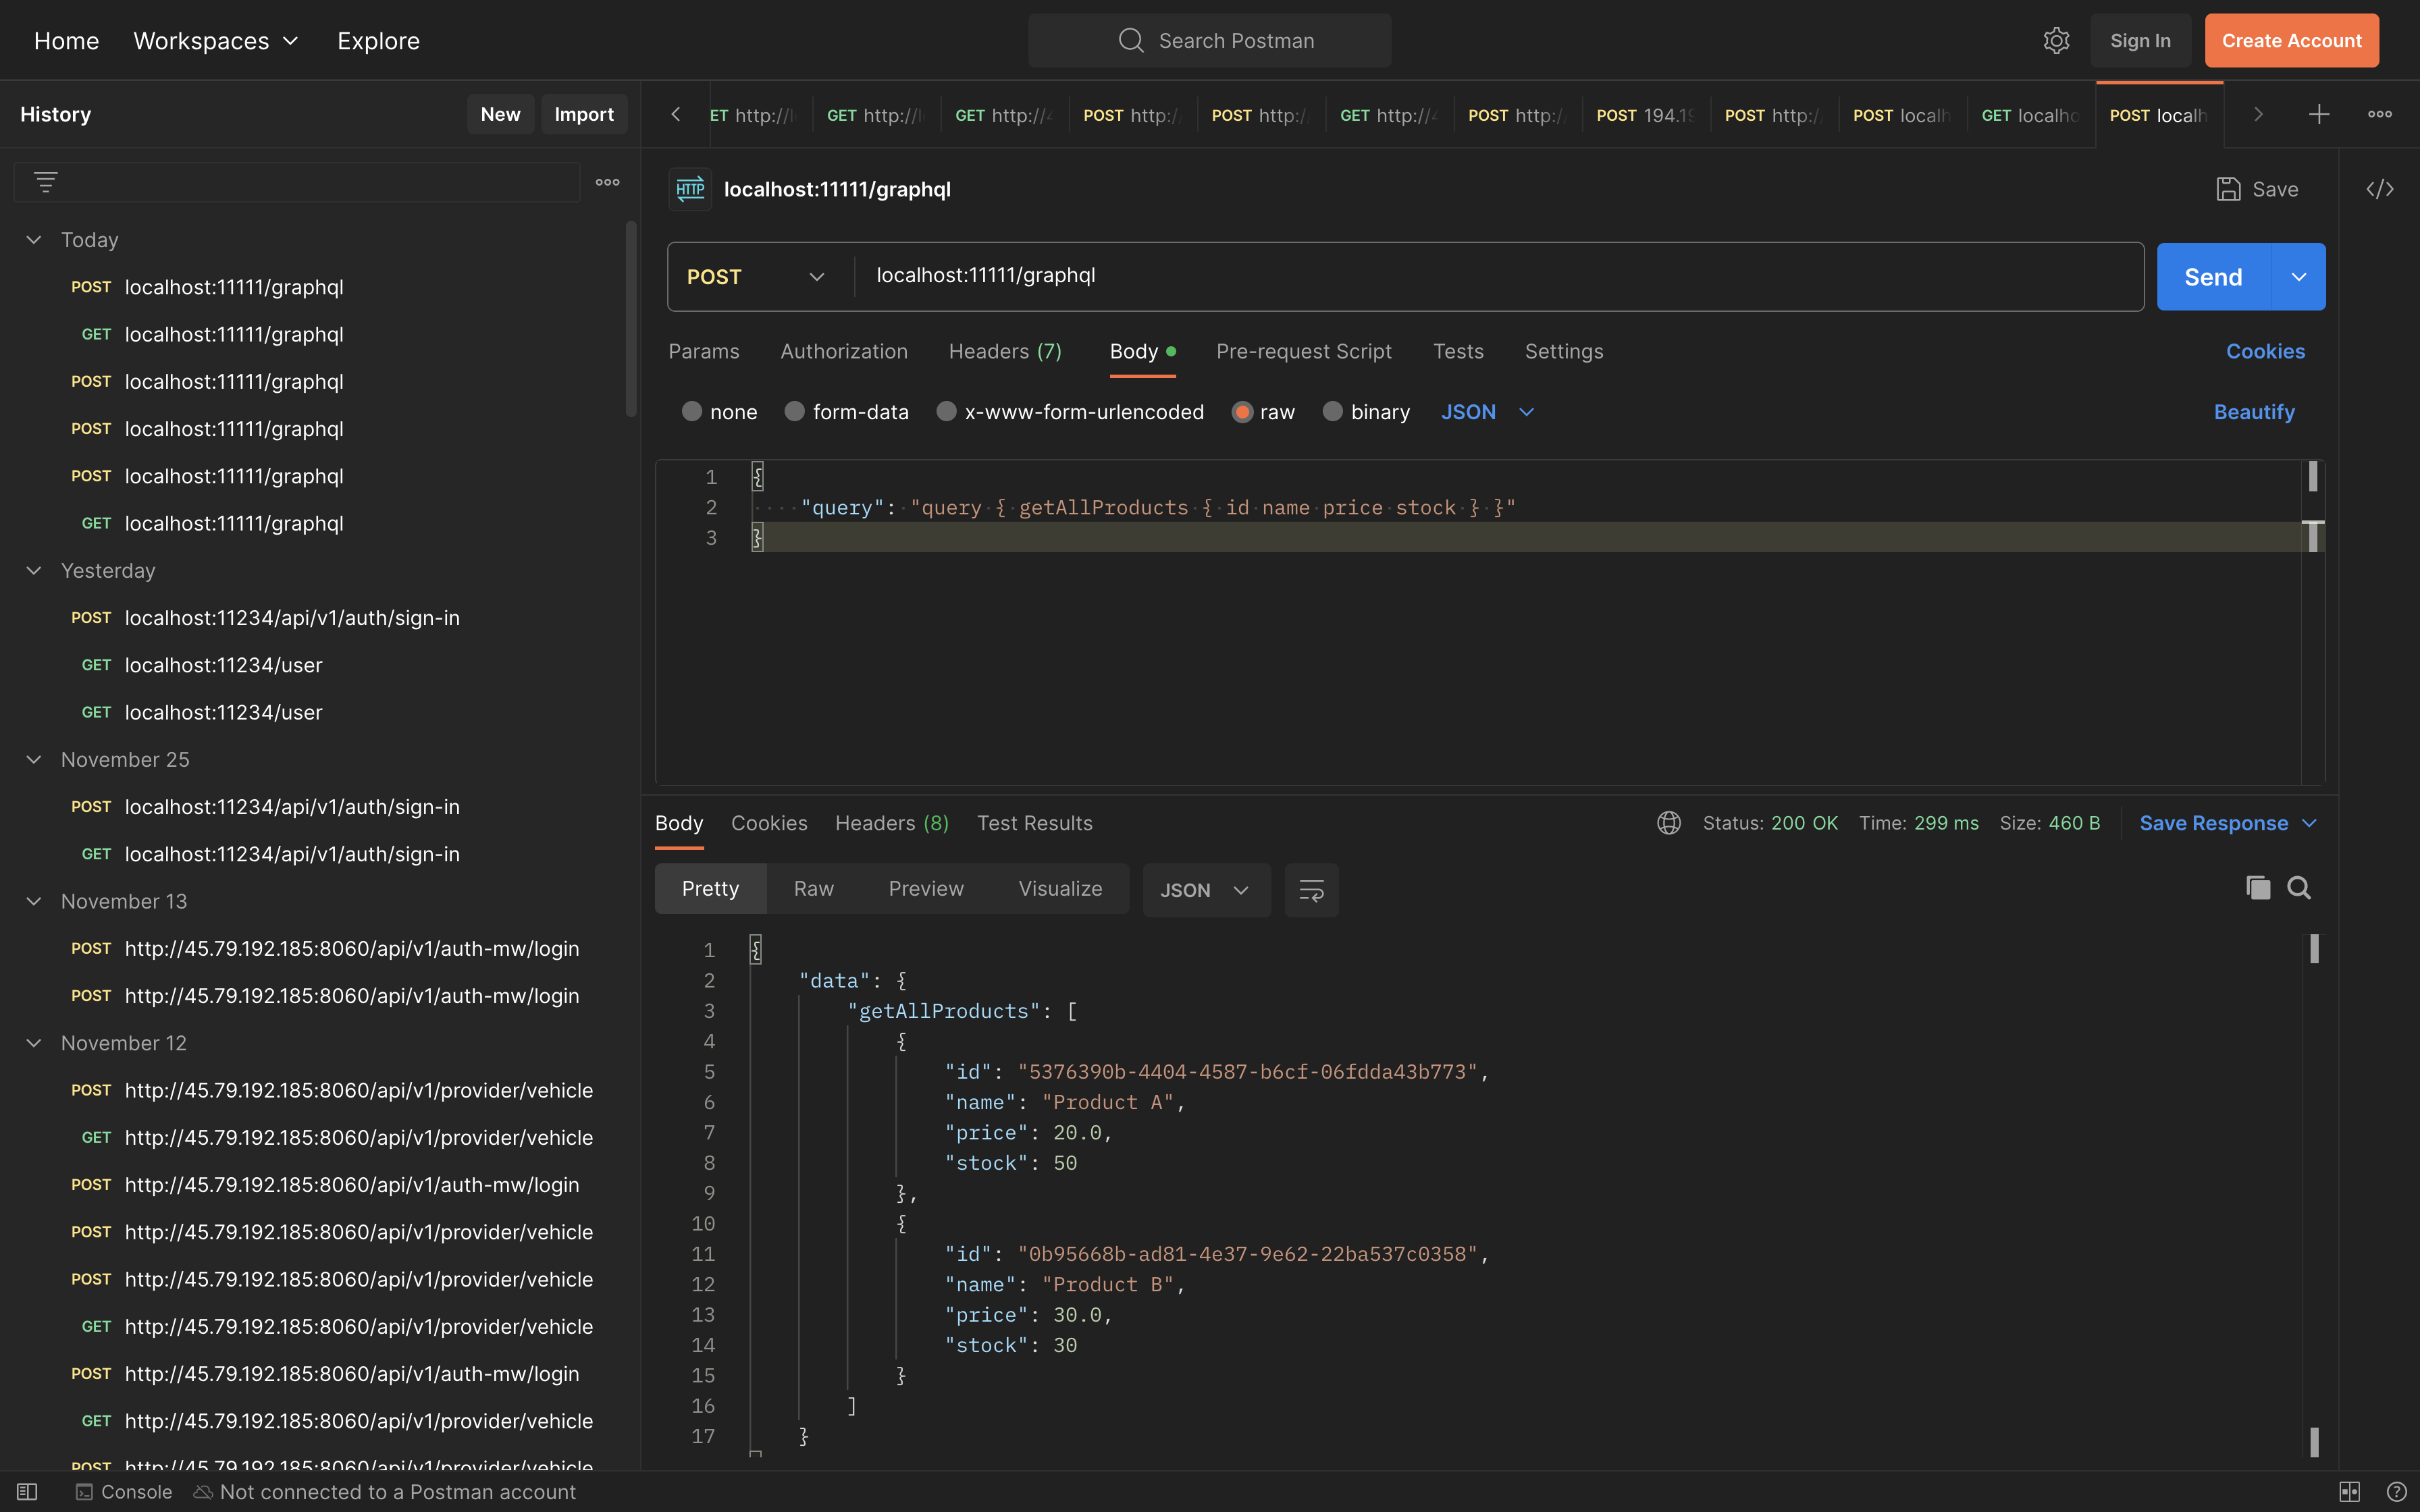 Home Workspaces Explore
Search Postman
Sign In Create Account
History New Import
Today
POST localhost:11111/graphql
GET localhost:11111/graphql
POST localhost:11111/graphql
POST localhost:11111/graphql
POST localhost:11111/graphql
GET localhost:11111/graphql
Yesterday
POST localhost:11234/api/v1/auth/sign-in
GET localhost:11234/user
GET localhost:11234/user
November 25
POST localhost:11234/api/v1/auth/sign-in
GET localhost:11234/api/v1/auth/sign-in
November 13
POST http://45.79.192.185:8060/api/v1/auth-mw/login
POST http://45.79.192.185:8060/api/v1/auth-mw/login
November 12
POST http://45.79.192.185:8060/api/v1/provider/vehicle
GET http://45.79.192.185:8060/api/v1/provider/vehicle
POST http://45.79.192.185:8060/api/v1/auth-mw/login
POST http://45.79.192.185:8060/api/v1/provider/vehicle
POST http://45.79.192.185:8060/api/v1/provider/vehicle
GET http://45.79.192.185:8060/api/v1/provider/vehicle
POST http://45.79.192.185:8060/api/v1/auth-mw/login
GET http://45.79.192.185:8060/api/v1/provider/vehicle
POST http://45.79.192.185:8060/api/v1/provider/vehicle
ET http:// GET http:// GET http:// POST http:/ POST http:/ GET http:// POST http:/ POST 194.19 POST http:/ POST localh GET localho POST localh
HTTP localhost:11111/graphql Save
POST localhost:11111/graphql Send
Params Authorization Headers (7) Body Pre-request Script Tests Settings Cookies
none form-data x-www-form-urlencoded raw binary JSON Beautify
1 {
2 "query": "query { getAllProducts { id name price stock } }"
3 }
Body Cookies Headers (8) Test Results Status: 200 OK Time: 299 ms Size: 460 B Save Response
Pretty Raw Preview Visualize JSON
1 {
2 "data": {
3 "getAllProducts": [
4 {
5 "id": "5376390b-4404-4587-b6cf-06fdda43b773",
6 "name": "Product A",
7 "price": 20.0,
8 "stock": 50
9 },
10 {
11 "id": "0b95668b-ad81-4e37-9e62-22ba537c0358",
12 "name": "Product B",
13 "price": 30.0,
14 "stock": 30
15 }
16 ]
17 }
Console Not connected to a Postman account